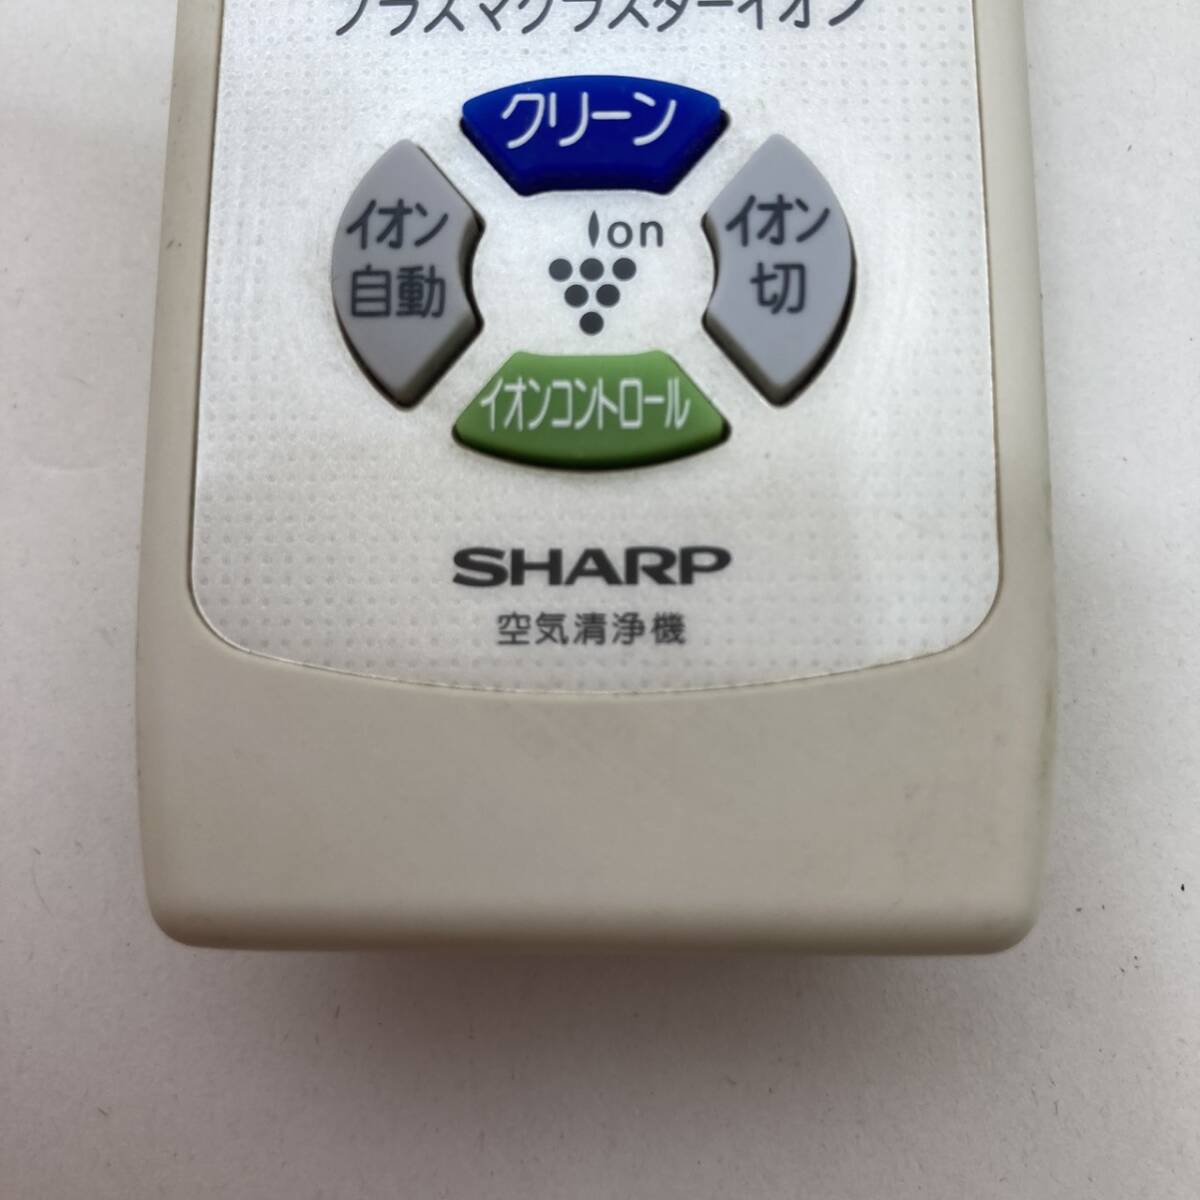 プラズマクラスターイオン
クリーン
イオン
自動
Ion
イオン
切
イオンコントロール
SHARP
空気清浄機